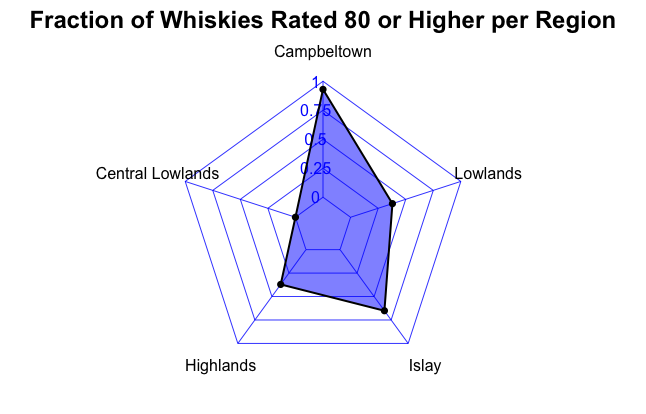 Fraction of Whiskies Rated 80 or Higher per Region
Campbeltown
1
0.75
0.5
0.25
0
Central Lowlands
Lowlands
Highlands
Islay